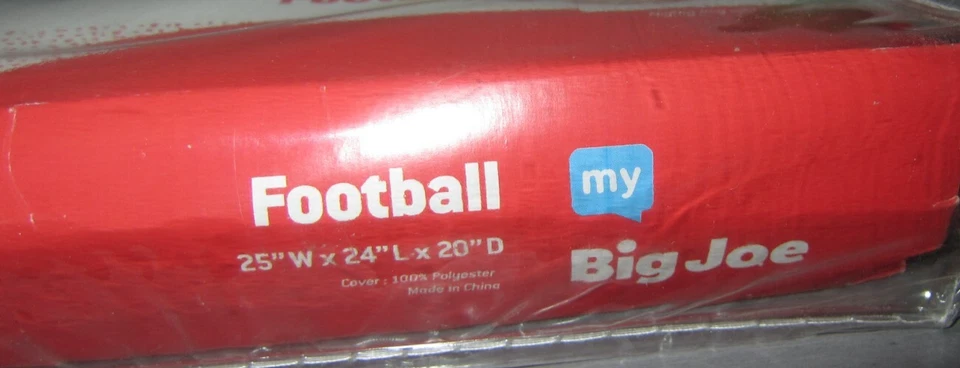 Football
25" W x 24" L x 20" D
Cover : 100% Polyester
Made in China
my
Big Joe